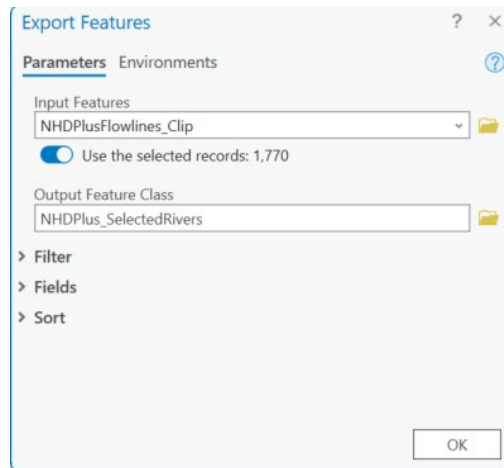 Export Features ? ×
Parameters Environments ?
Input Features
NHDPlusFlowlines_Clip
Use the selected records: 1,770
Output Feature Class
NHDPlus_SelectedRivers
Filter
Fields
Sort
OK